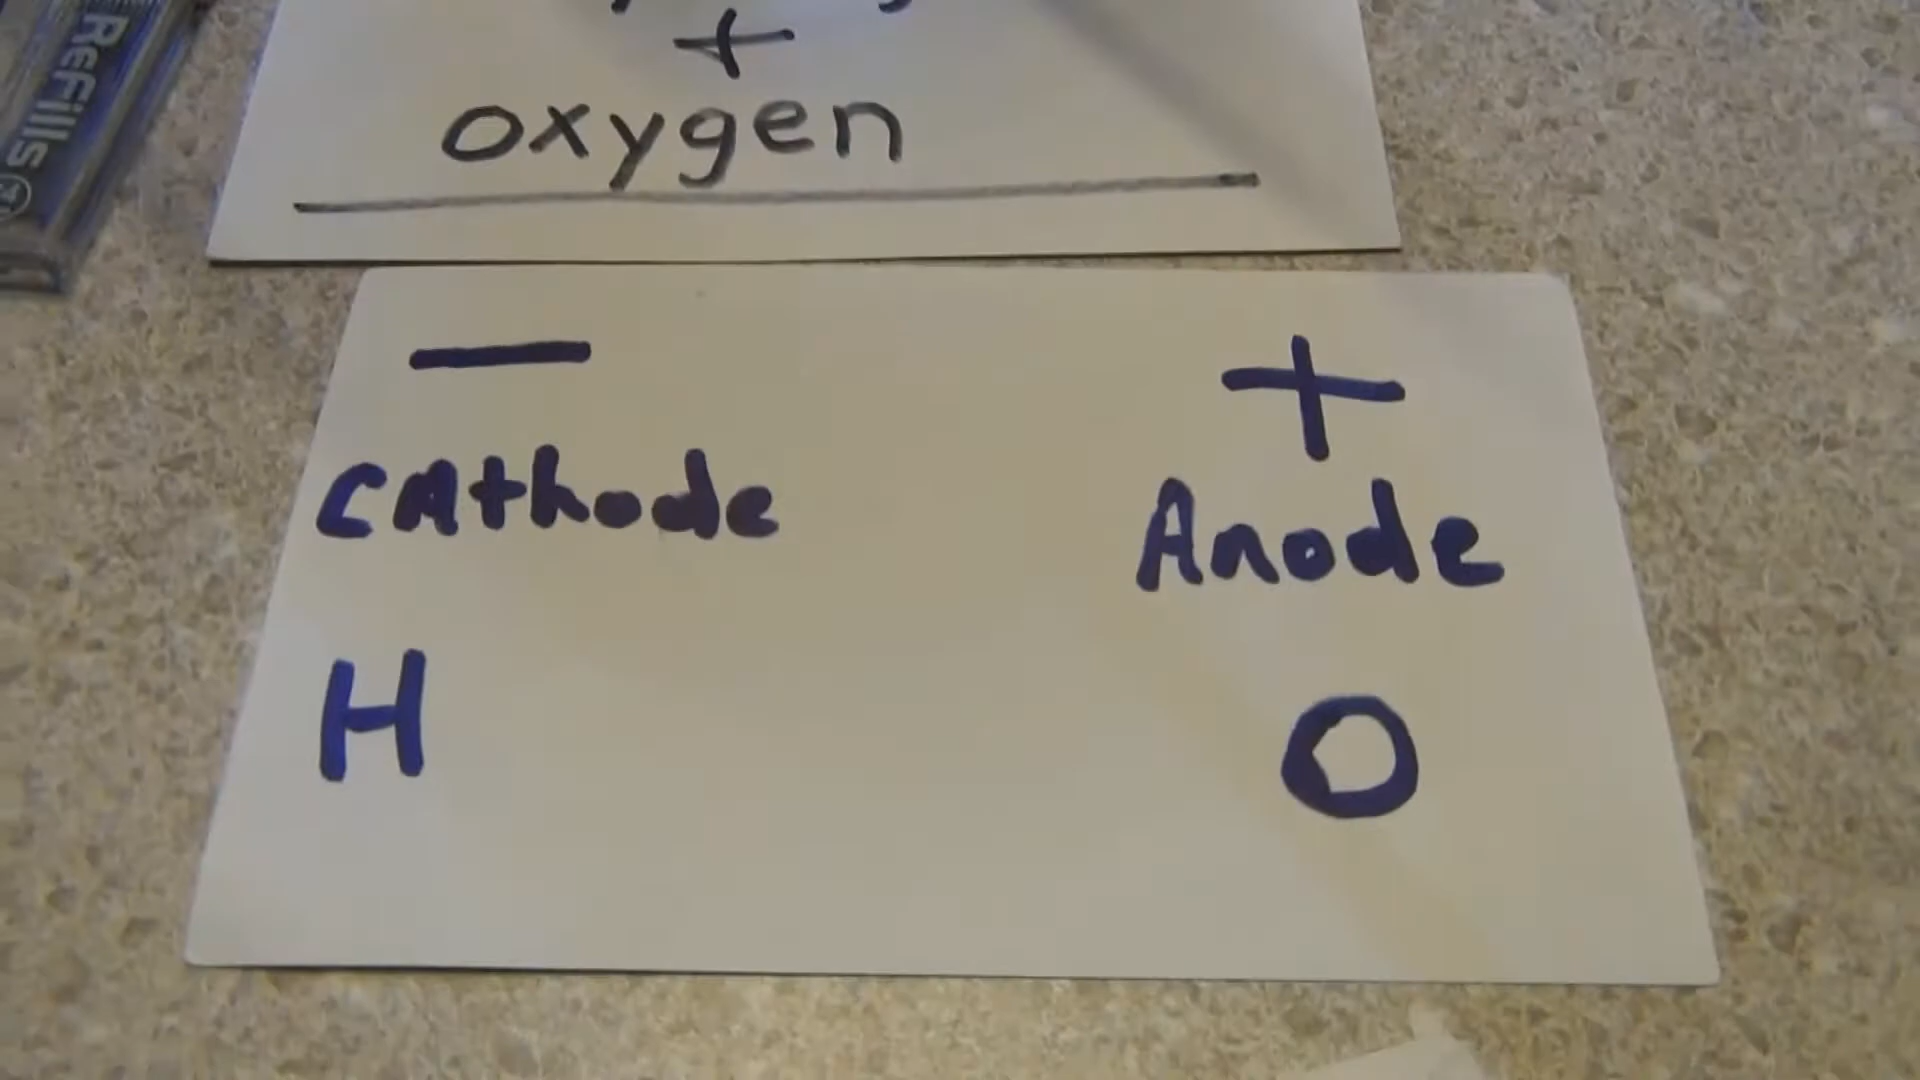 ReFills
+
oxygen
− +
CAthode Anode
H O